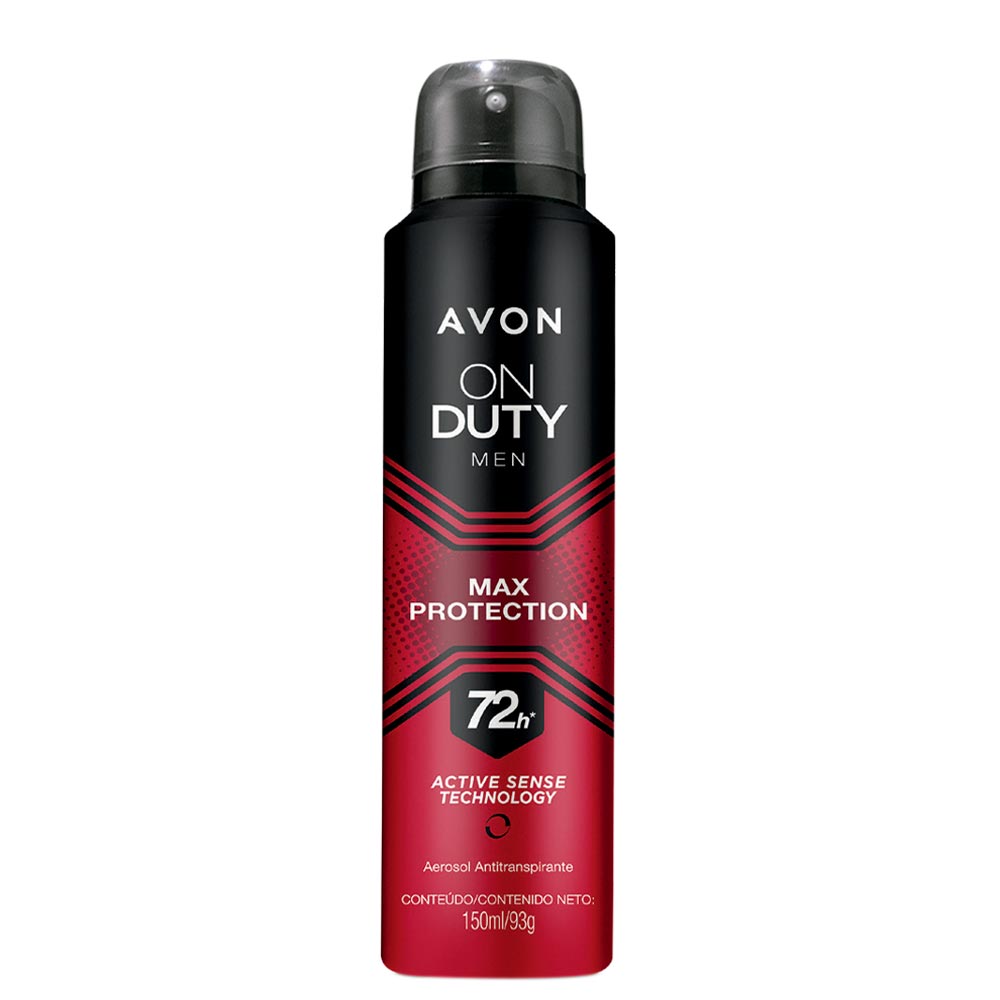 AVON
ON
DUTY
MEN
MAX
PROTECTION
72h*
ACTIVE SENSE
TECHNOLOGY
Aerosol Antitranspirante
CONTEÚDO/CONTENIDO NETO:
150ml/93g